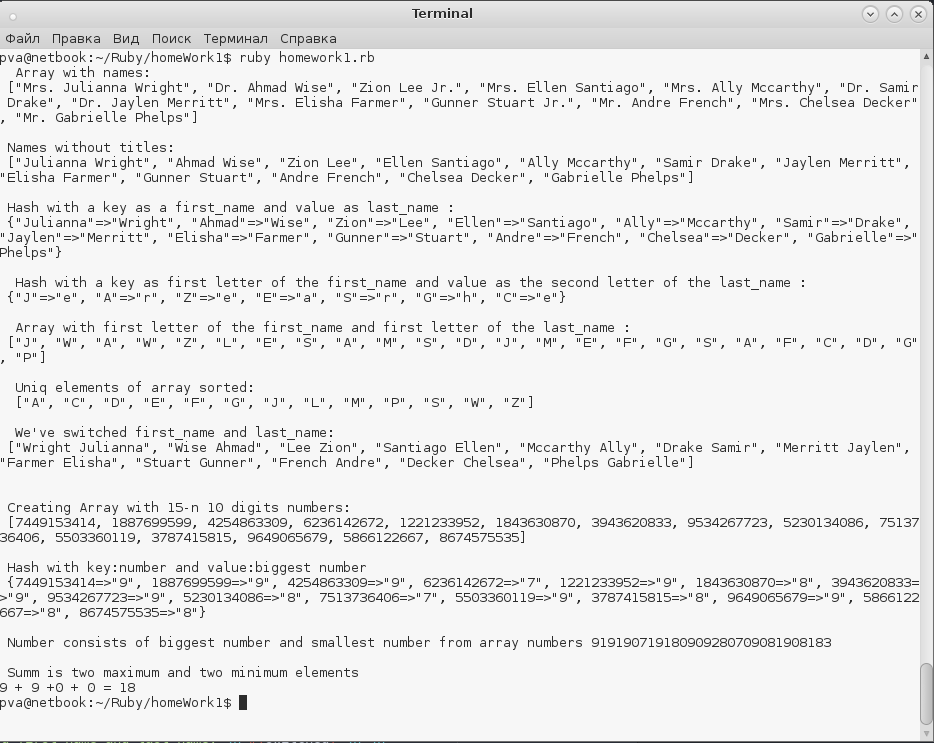 Terminal
Файл Правка Вид Поиск Терминал Справка
pva@netbook:~/Ruby/homeWork1$ ruby homework1.rb
Array with names:
["Mrs. Julianna Wright", "Dr. Ahmad Wise", "Zion Lee Jr.", "Mrs. Ellen Santiago", "Mrs. Ally Mccarthy", "Dr. Samir
Drake", "Dr. Jaylen Merritt", "Mrs. Elisha Farmer", "Gunner Stuart Jr.", "Mr. Andre French", "Mrs. Chelsea Decker"
, "Mr. Gabrielle Phelps"]
Names without titles:
["Julianna Wright", "Ahmad Wise", "Zion Lee", "Ellen Santiago", "Ally Mccarthy", "Samir Drake", "Jaylen Merritt",
"Elisha Farmer", "Gunner Stuart", "Andre French", "Chelsea Decker", "Gabrielle Phelps"]
Hash with a key as a first_name and value as last_name :
{"Julianna"=>"Wright", "Ahmad"=>"Wise", "Zion"=>"Lee", "Ellen"=>"Santiago", "Ally"=>"Mccarthy", "Samir"=>"Drake",
"Jaylen"=>"Merritt", "Elisha"=>"Farmer", "Gunner"=>"Stuart", "Andre"=>"French", "Chelsea"=>"Decker", "Gabrielle"=>"
Phelps"}
Hash with a key as first letter of the first_name and value as the second letter of the last_name :
{"J"=>"e", "A"=>"r", "Z"=>"e", "E"=>"a", "S"=>"r", "G"=>"h", "C"=>"e"}
Array with first letter of the first_name and first letter of the last_name :
["J", "W", "A", "W", "Z", "L", "E", "S", "A", "M", "S", "D", "J", "M", "E", "F", "G", "S", "A", "F", "C", "D", "G"
, "P"]
Uniq elements of array sorted:
["A", "C", "D", "E", "F", "G", "J", "L", "M", "P", "S", "W", "Z"]
We've switched first_name and last_name:
["Wright Julianna", "Wise Ahmad", "Lee Zion", "Santiago Ellen", "Mccarthy Ally", "Drake Samir", "Merritt Jaylen",
"Farmer Elisha", "Stuart Gunner", "French Andre", "Decker Chelsea", "Phelps Gabrielle"]
Creating Array with 15-n 10 digits numbers:
[7449153414, 1887699599, 4254863309, 6236142672, 1221233952, 1843630870, 3943620833, 9534267723, 5230134086, 75137
36406, 5503360119, 3787415815, 9649065679, 5866122667, 8674575535]
Hash with key:number and value:biggest number
{7449153414=>"9", 1887699599=>"9", 4254863309=>"9", 6236142672=>"7", 1221233952=>"9", 1843630870=>"8", 3943620833=
>"9", 9534267723=>"9", 5230134086=>"8", 7513736406=>"7", 5503360119=>"9", 3787415815=>"8", 9649065679=>"9", 5866122
667=>"8", 8674575535=>"8"}
Number consists of biggest number and smallest number from array numbers 919190719180909280709081908183
Summ is two maximum and two minimum elements
9 + 9 +0 + 0 = 18
pva@netbook:~/Ruby/homeWork1$